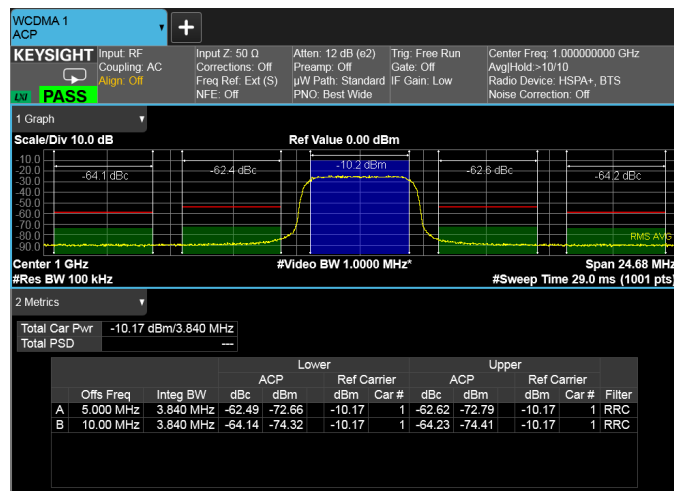 WCDMA 1
ACP
KEYSIGHT
LXI
PASS
Input: RF
Coupling: AC
Align: Off
Input Z: 50 Ω
Corrections: Off
Freq Ref: Ext (S)
NFE: Off
Atten: 12 dB (e2)
Preamp: Off
µW Path: Standard
PNO: Best Wide
Trig: Free Run
Gate: Off
IF Gain: Low
Center Freq: 1.000000000 GHz
Avg|Hold:>10/10
Radio Device: HSPA+, BTS
Noise Correction: Off
1 Graph
Scale/Div 10.0 dB Ref Value 0.00 dBm
-10.0
-20.0
-30.0
-40.0
-50.0
-60.0
-70.0
-80.0
-90.0
-64.1 dBc -62.4 dBc -10.2 dBm -62.6 dBc -64.2 dBc
RMS AVG
Center 1 GHz #Video BW 1.0000 MHz* Span 24.68 MHz
#Res BW 100 kHz #Sweep Time 29.0 ms (1001 pts)
2 Metrics
Total Car Pwr -10.17 dBm/3.840 MHz
Total PSD ---
Lower Upper
ACP Ref Carrier ACP Ref Carrier
Offs Freq Integ BW dBc dBm dBm Car # dBc dBm dBm Car # Filter
A 5.000 MHz 3.840 MHz -62.49 -72.66 -10.17 1 -62.62 -72.79 -10.17 1 RRC
B 10.00 MHz 3.840 MHz -64.14 -74.32 -10.17 1 -64.23 -74.41 -10.17 1 RRC